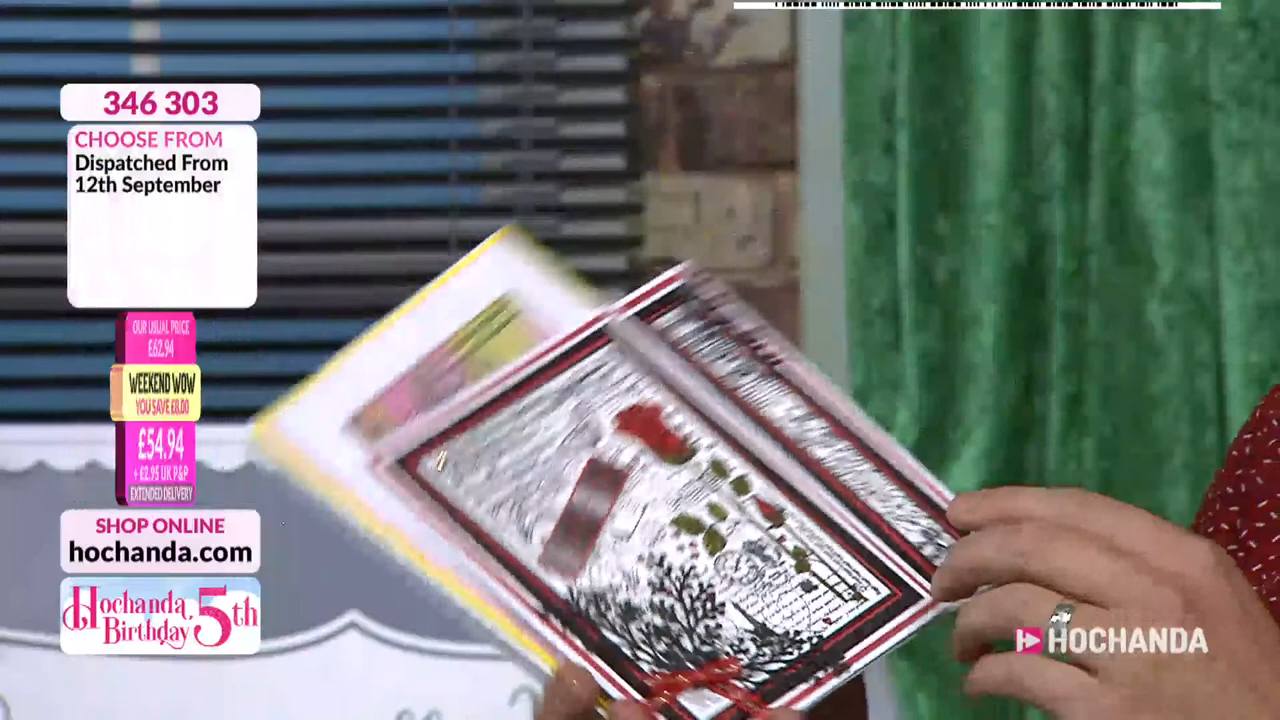 346 303
CHOOSE FROM
Dispatched From
12th September
OUR USUAL PRICE
£62.94
WEEKEND WOW
YOU SAVE £8.00
£54.94
+ £2.95 UK P&P
EXTENDED DELIVERY
SHOP ONLINE
hochanda.com
Hochanda 5th
Birthday
HOCHANDA